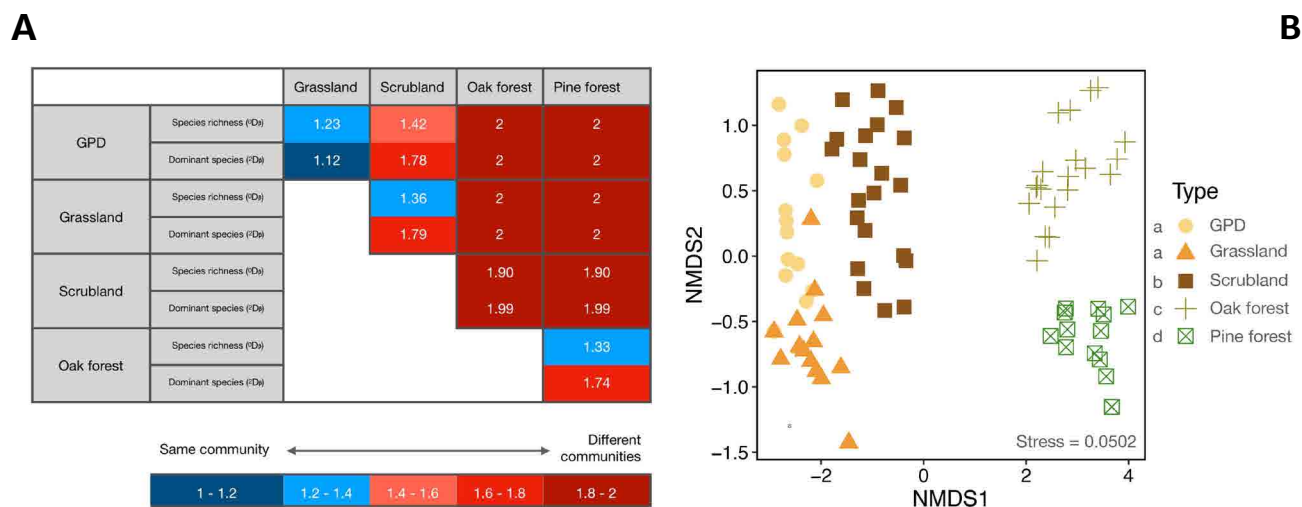 A
B
Grassland Scrubland Oak forest Pine forest
GPD
Species richness (⁰Dᵦ) 1.23 1.42 2 2
Dominant species (²Dᵦ) 1.12 1.78 2 2
Grassland
Species richness (⁰Dᵦ) 1.36 2 2
Dominant species (²Dᵦ) 1.79 2 2
Scrubland
Species richness (⁰Dᵦ) 1.90 1.90
Dominant species (²Dᵦ) 1.99 1.99
Oak forest
Species richness (⁰Dᵦ) 1.33
Dominant species (²Dᵦ) 1.74
Same community
Different
communities
1 - 1.2 1.2 - 1.4 1.4 - 1.6 1.6 - 1.8 1.8 - 2
NMDS2
1.0
0.5
0.0
−0.5
−1.0
−1.5
Stress = 0.0502
−2 0 2 4
NMDS1
Type
a GPD
a Grassland
b Scrubland
c Oak forest
d Pine forest